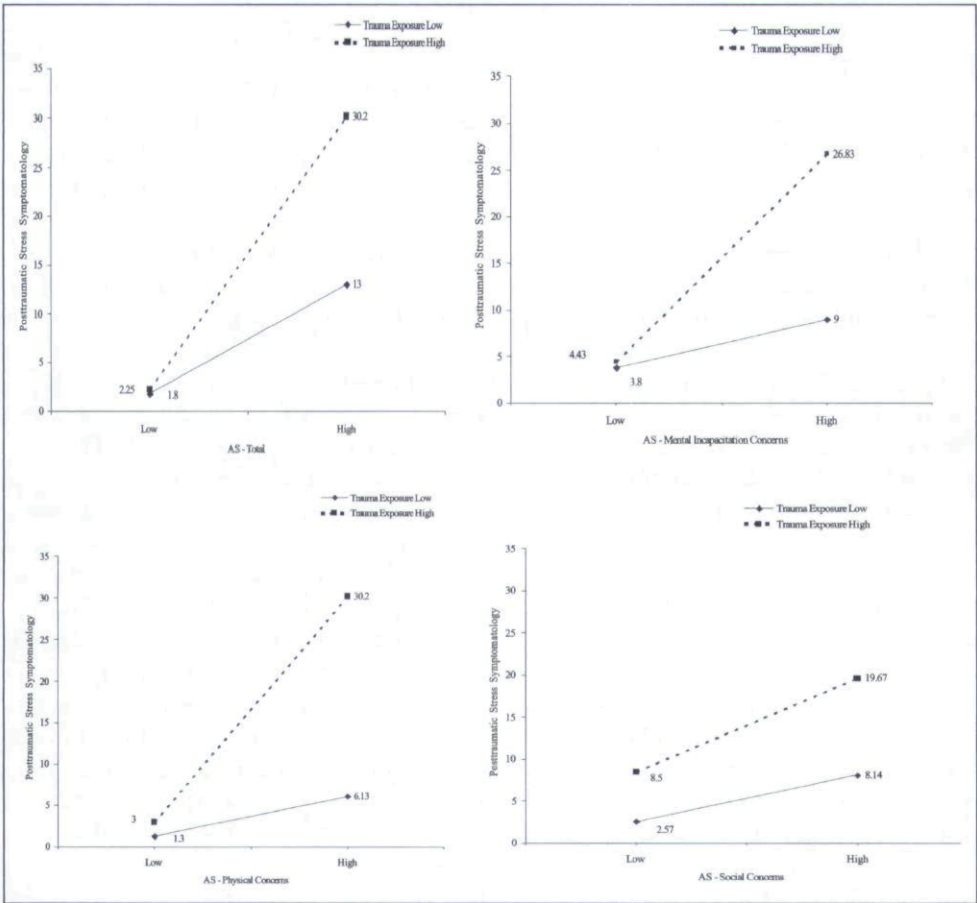 Trauma Exposure Low
Trauma Exposure High
35
30
25
20
15
10
5
0
Posttraumatic Stress Symptomatology
30.2
13
2.25
1.8
Low
High
AS - Total
Trauma Exposure Low
Trauma Exposure High
35
30
25
20
15
10
5
0
Posttraumatic Stress Symptomatology
26.83
9
4.43
3.8
Low
High
AS - Mental Incapacitation Concerns
Trauma Exposure Low
Trauma Exposure High
35
30
25
20
15
10
5
0
Posttraumatic Stress Symptomatology
30.2
6.13
3
1.3
Low
High
AS - Physical Concerns
Trauma Exposure Low
Trauma Exposure High
35
30
25
20
15
10
5
0
Posttraumatic Stress Symptomatology
19.67
8.14
8.5
2.57
Low
High
AS - Social Concerns